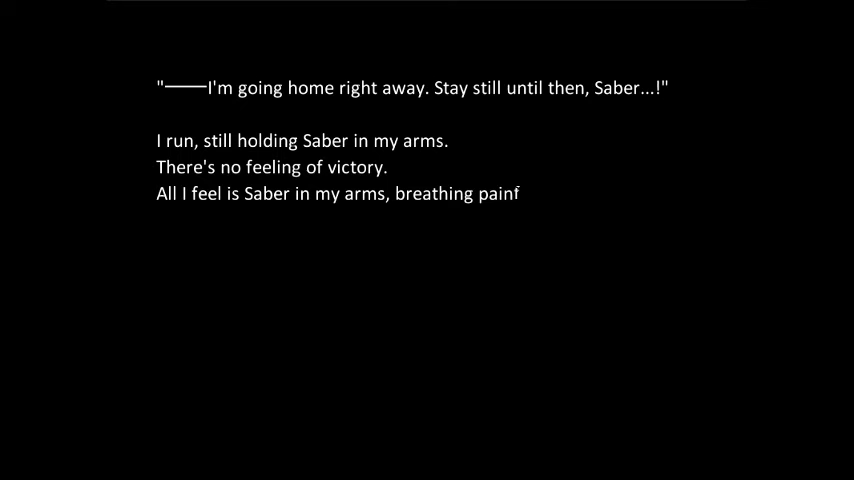 "――I'm going home right away. Stay still until then, Saber...!"
I run, still holding Saber in my arms.
There's no feeling of victory.
All I feel is Saber in my arms, breathing painf